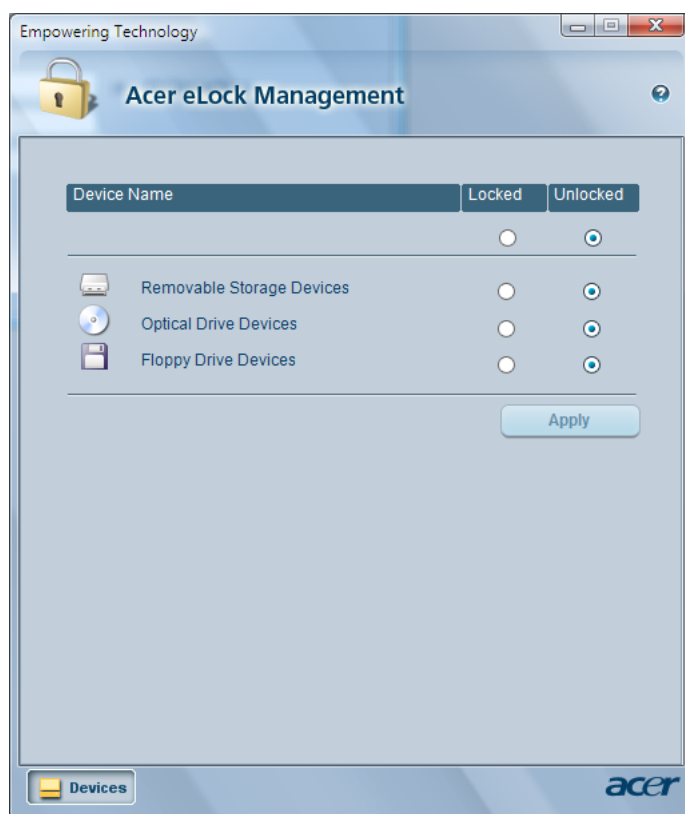 Empowering Technology
Acer eLock Management
Device Name Locked Unlocked
Removable Storage Devices
Optical Drive Devices
Floppy Drive Devices
Apply
Devices
acer